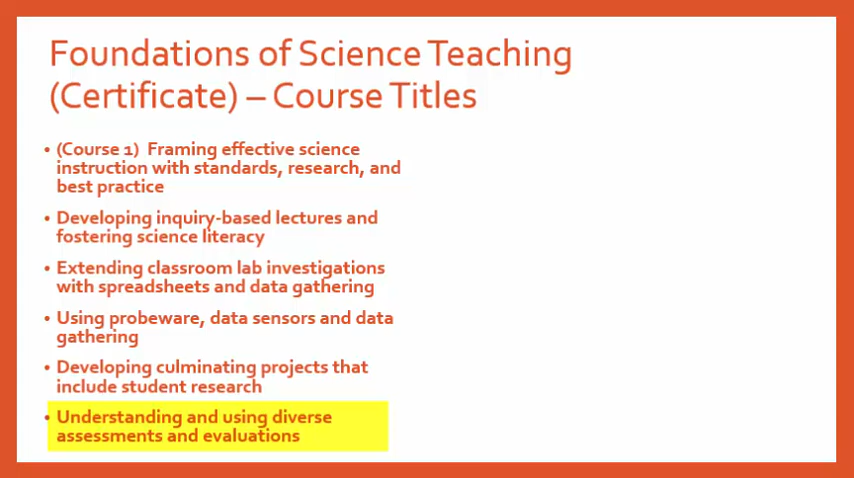 Foundations of Science Teaching
(Certificate) – Course Titles
• (Course 1)  Framing effective science
instruction with standards, research, and
best practice
• Developing inquiry-based lectures and
fostering science literacy
• Extending classroom lab investigations
with spreadsheets and data gathering
• Using probeware, data sensors and data
gathering
• Developing culminating projects that
include student research
• Understanding and using diverse
assessments and evaluations